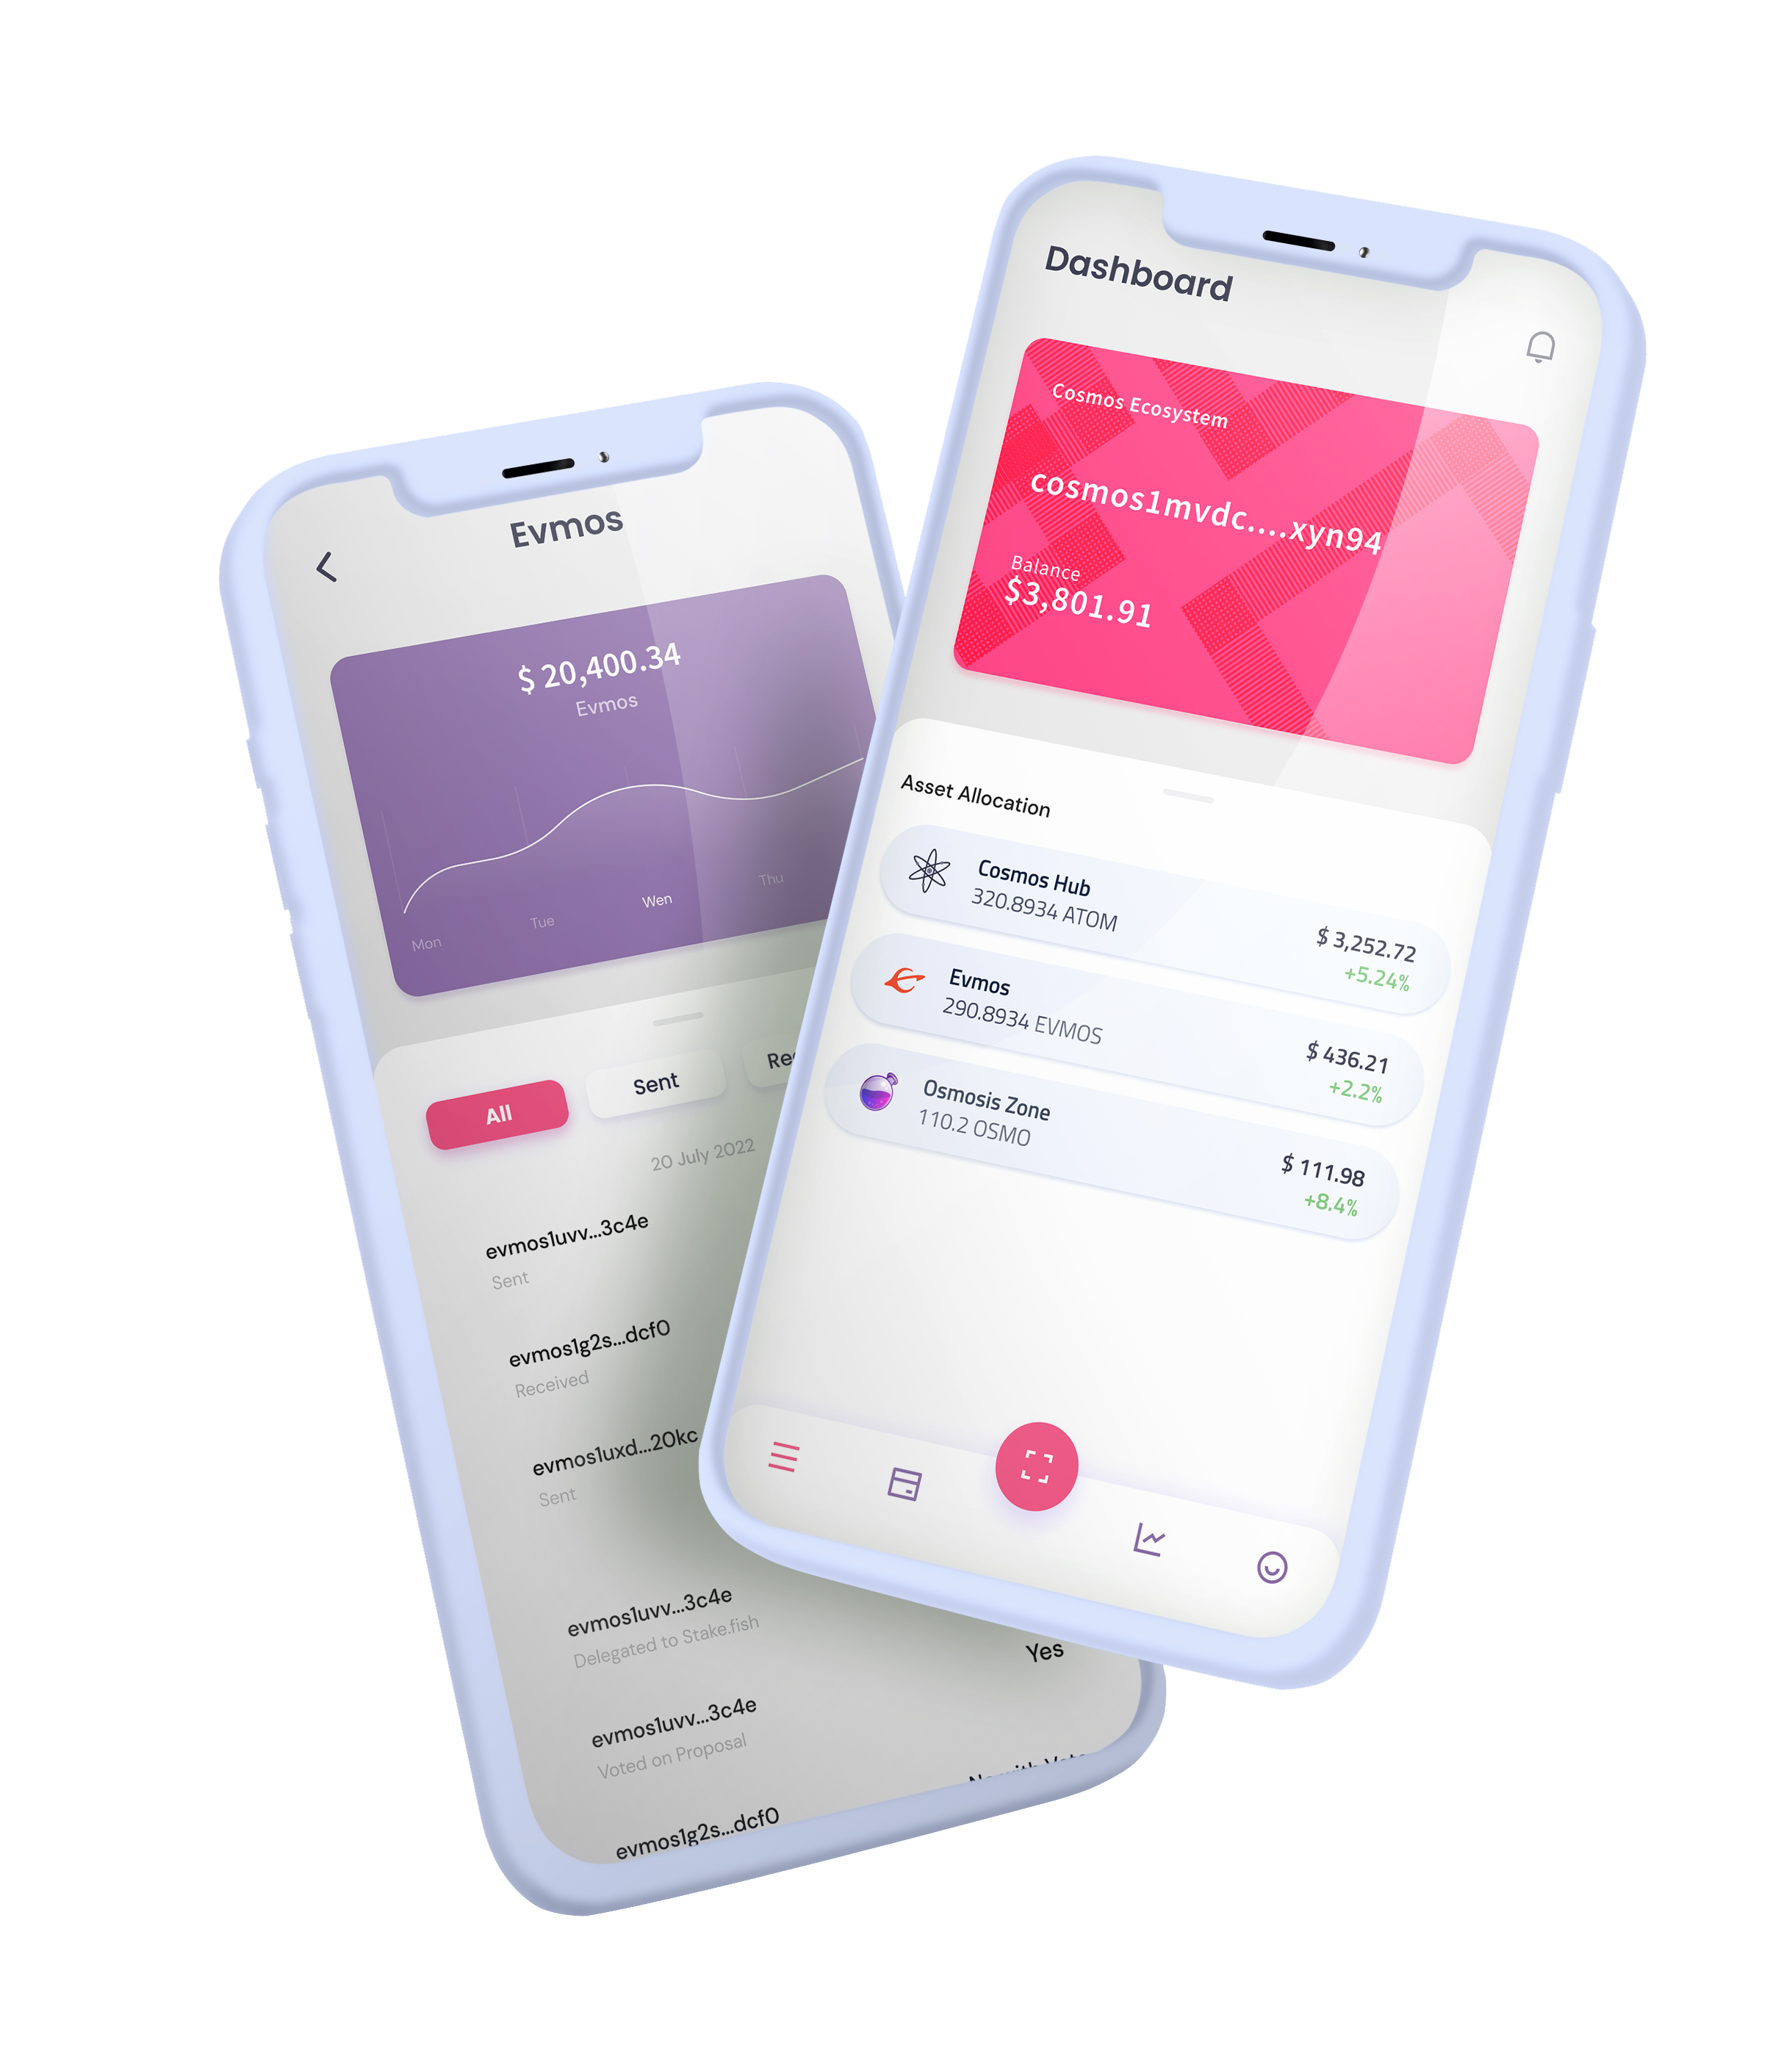 Evmos
$ 20,400.34
Evmos
Mon
Tue
Wen
Thu
All
Sent
20 July 2022
evmos1uvv...3c4e
Sent
evmos1g2s...dcf0
Received
evmos1uxd...20kc
Sent
evmos1uvv...3c4e
Delegated to Stake.fish
Yes
evmos1uvv...3c4e
Voted on Proposal
evmos1g2s...dcf0
Dashboard
Cosmos Ecosystem
cosmos1mvdc....xyn94
Balance
$3,801.91
Asset Allocation
Cosmos Hub
320.8934 ATOM
$ 3,252.72
+5.24%
Evmos
290.8934 EVMOS
$ 436.21
+2.2%
Osmosis Zone
110.2 OSMO
$ 111.98
+8.4%